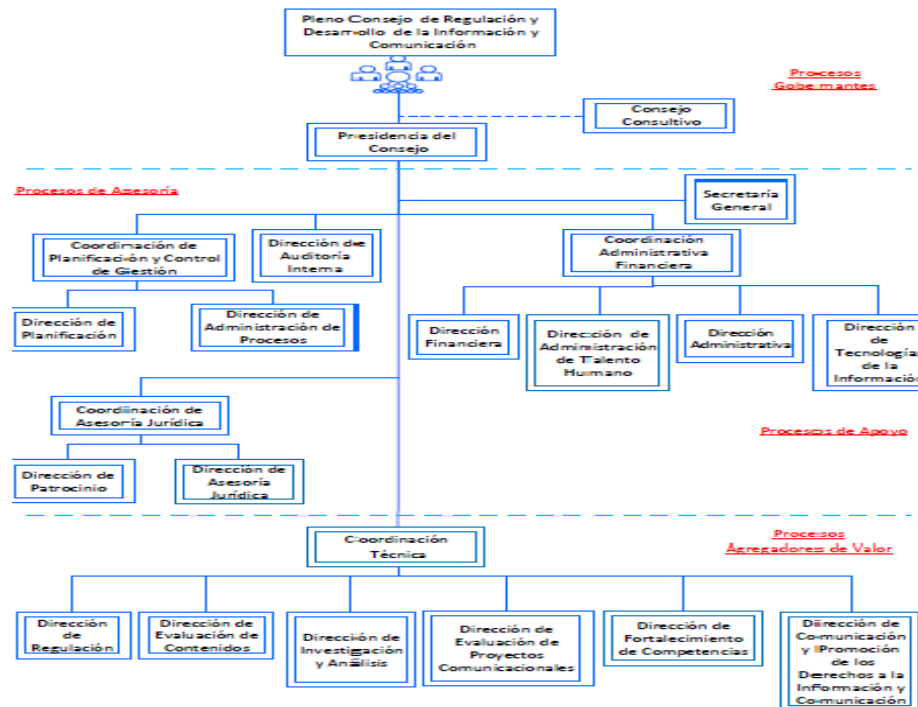 Pleno Consejo de Regulación y
Desarrollo de la Información y
Comunicación
Procesos
Gobernantes
Consejo
Consultivo
Presidencia del
Consejo
Procesos de Asesoría
Secretaría
General
Coordinación de
Planificación y Control
de Gestión
Dirección de
Auditoría
Interna
Coordinación
Administrativa
Financiera
Dirección de
Planificación
Dirección de
Administración de
Procesos
Dirección
Financiera
Dirección de
Administración
de Talento
Humano
Dirección
Administrativa
Dirección de
Tecnologías
de la
Información
Coordinación de
Asesoría Jurídica
Procesos de Apoyo
Dirección de
Patrocinio
Dirección de
Asesoría
Jurídica
Coordinación
Técnica
Procesos
Agregadores de Valor
Dirección
de
Regulación
Dirección de
Evaluación de
Contenidos
Dirección de
Investigación
y Análisis
Dirección de
Evaluación de
Proyectos
Comunicacionales
Dirección de
Fortalecimiento
de Competencias
Dirección de
Comunicación
y Promoción
de los
Derechos a la
Información y
Comunicación